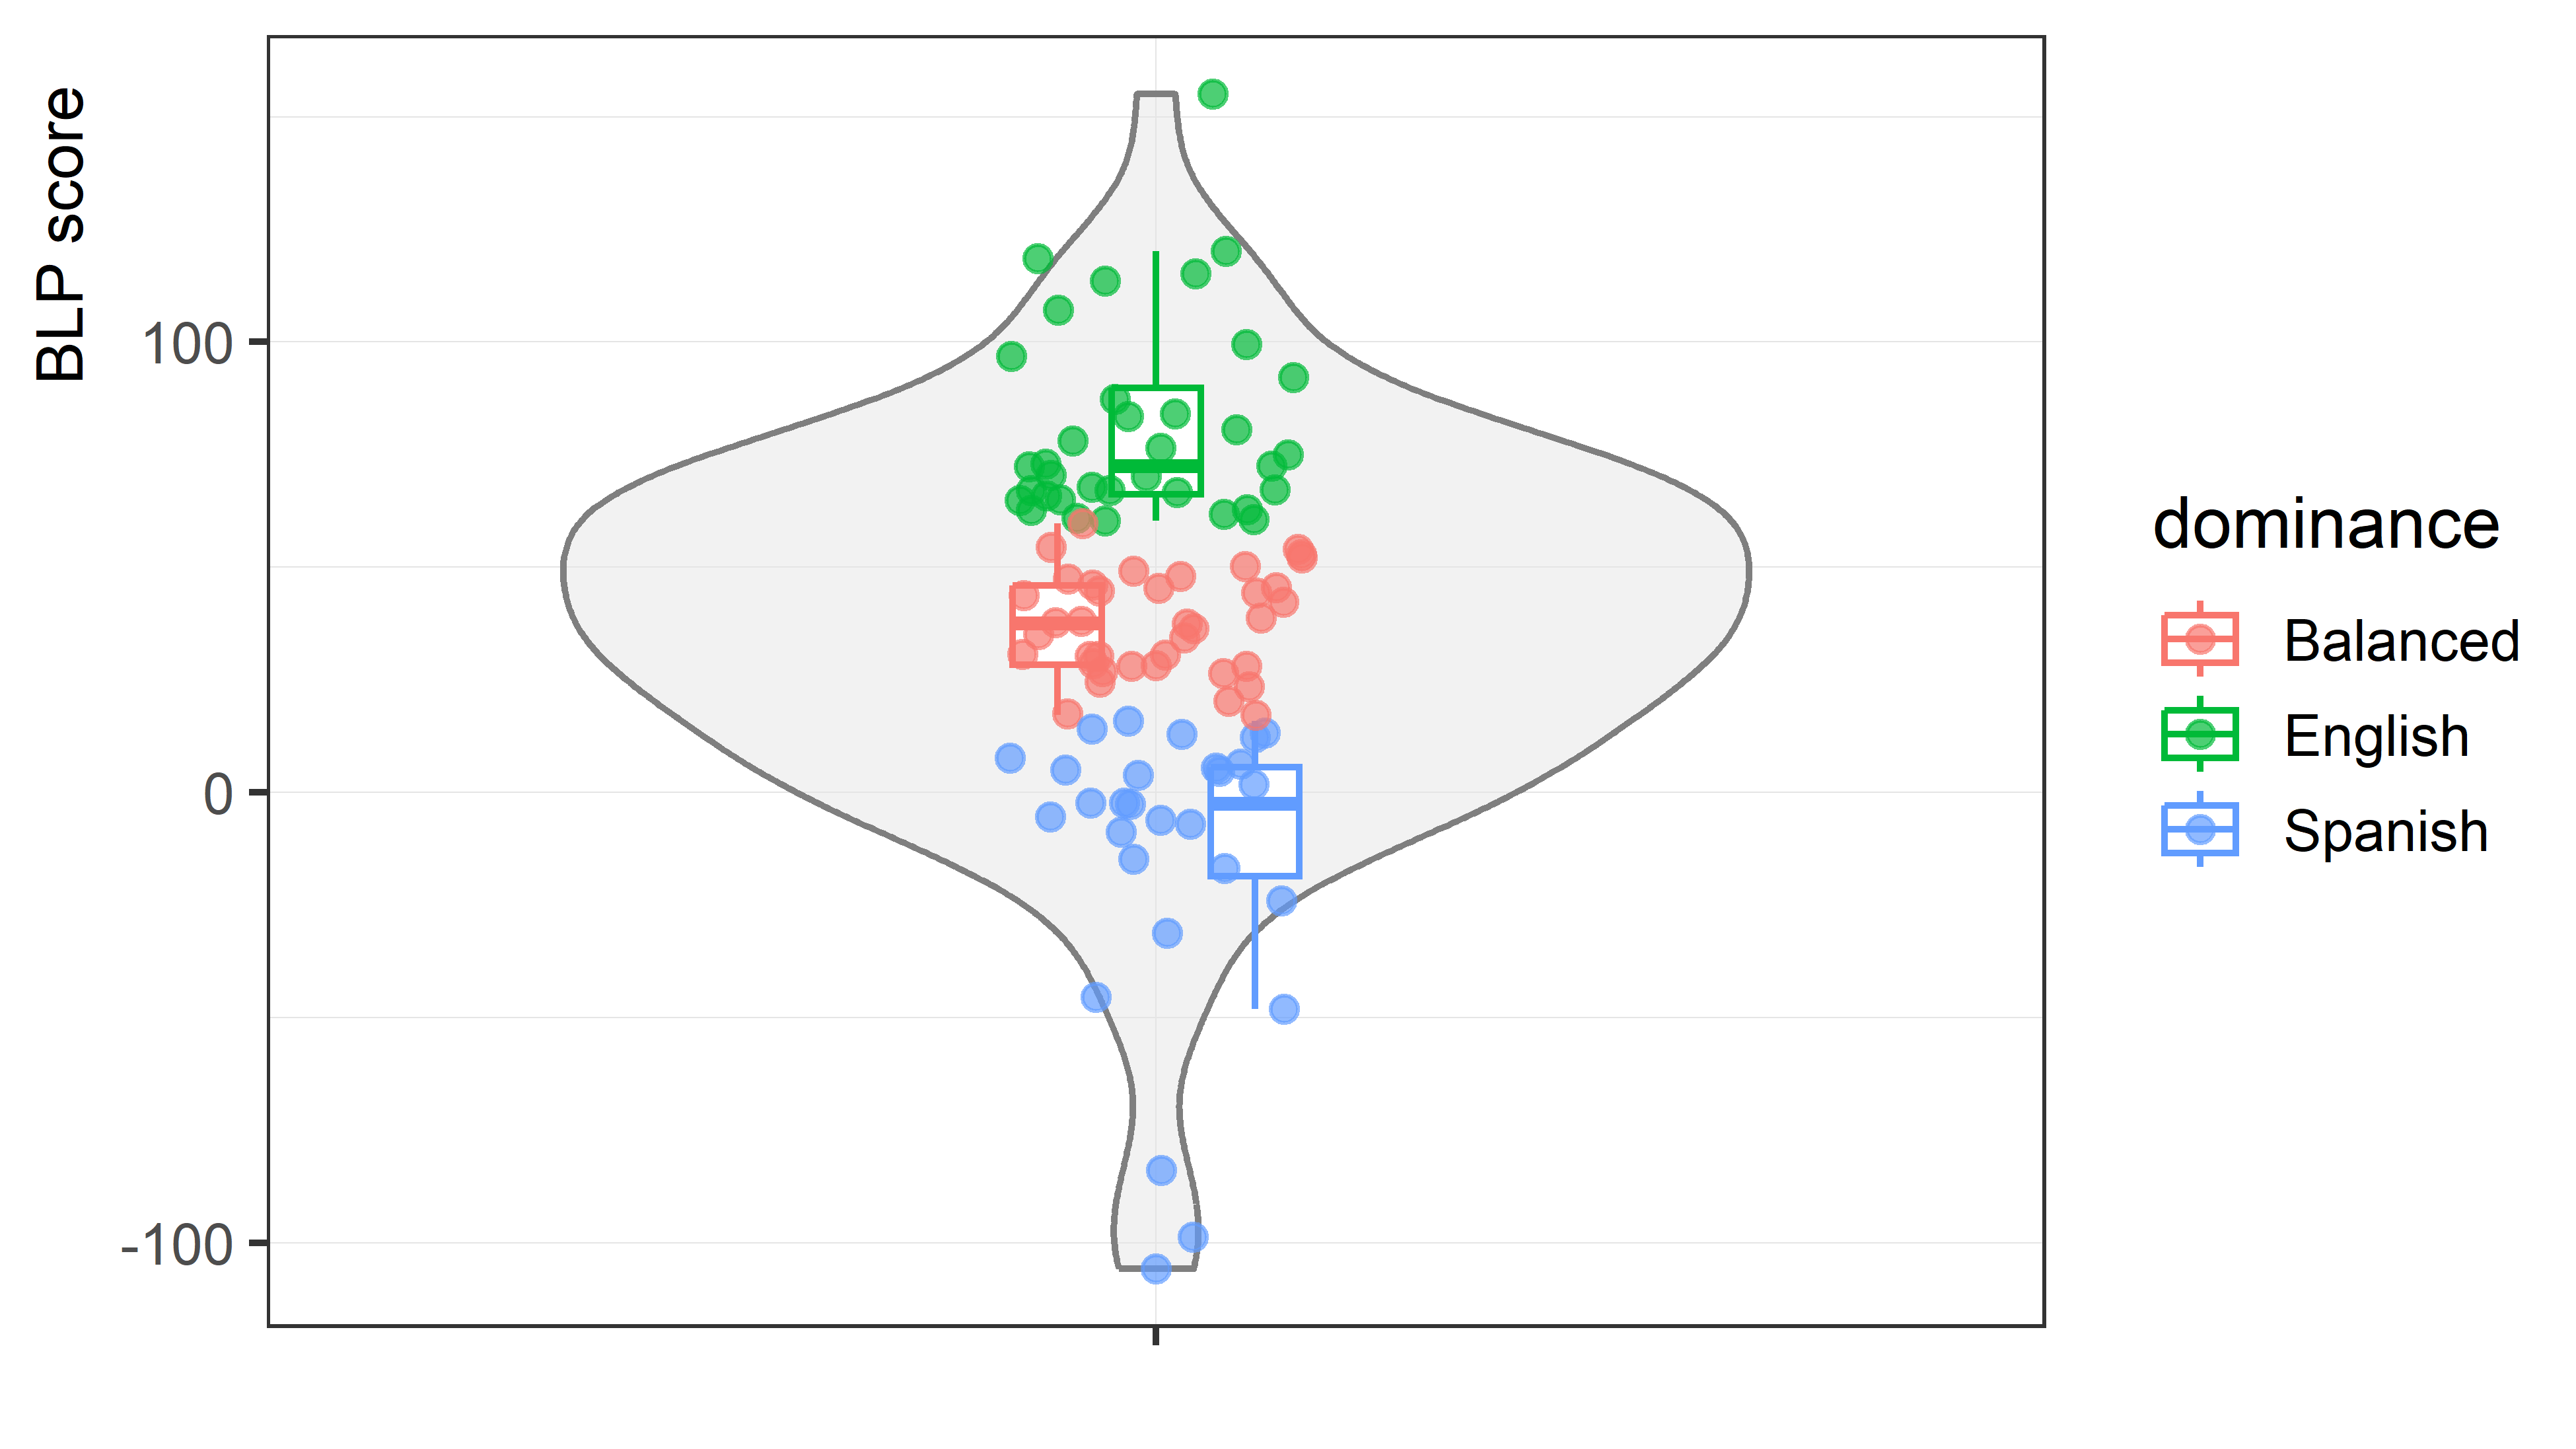 BLP score
100
0
-100
dominance
Balanced
English
Spanish